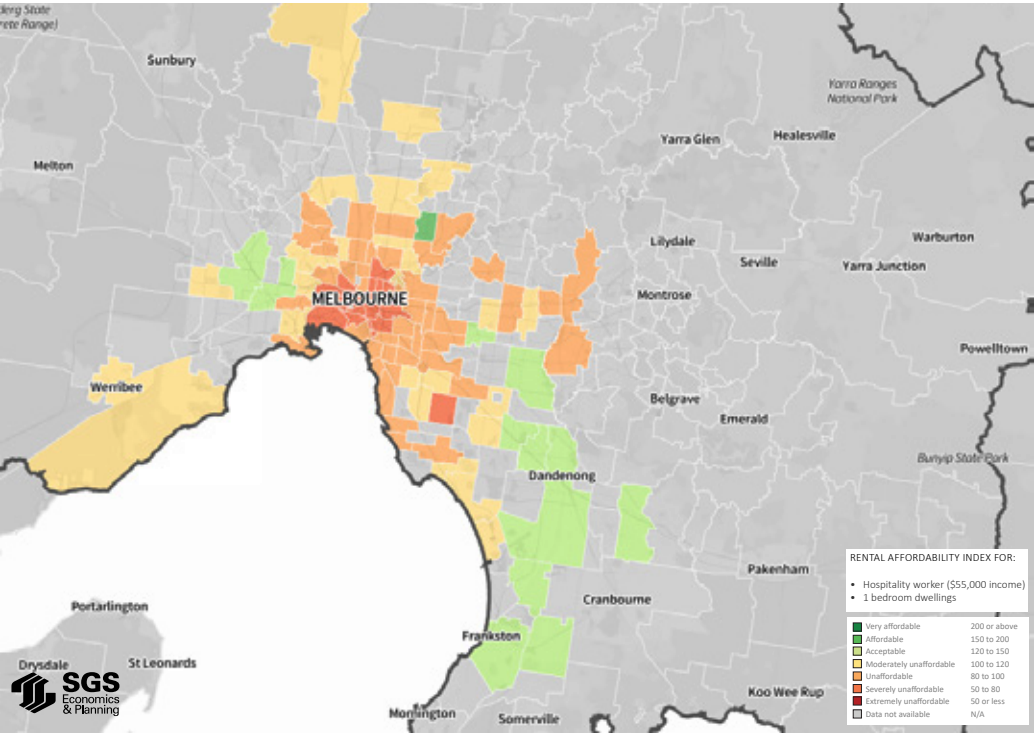 derg State
rete Range)
Sunbury
Yarra Ranges
National Park
Yarra Glen
Healesville
Melton
Warburton
Lilydale
Seville
Yarra Junction
Montrose
MELBOURNE
Powelltown
Werribee
Belgrave
Emerald
Bunyip State Park
Dandenong
RENTAL AFFORDABILITY INDEX FOR:
• Hospitality worker ($55,000 income)
• 1 bedroom dwellings
Pakenham
Cranbourne
Portarlington
Frankston
Very affordable 200 or above
Affordable 150 to 200
Acceptable 120 to 150
Moderately unaffordable 100 to 120
Unaffordable 80 to 100
Severely unaffordable 50 to 80
Extremely unaffordable 50 or less
Data not available N/A
Drysdale
St Leonards
SGS
Economics
& Planning
Koo Wee Rup
Mornington
Somerville